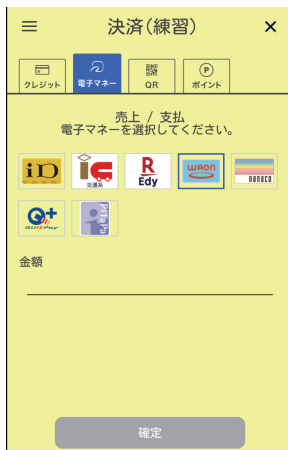 決済(練習)
クレジット
電子マネー
QR
P
ポイント
売上 / 支払
電子マネーを選択してください。
iD
iC
交通系
R
Edy
WAON
nanaco
Q+
QUICPay
PiTaPa
金額
確定